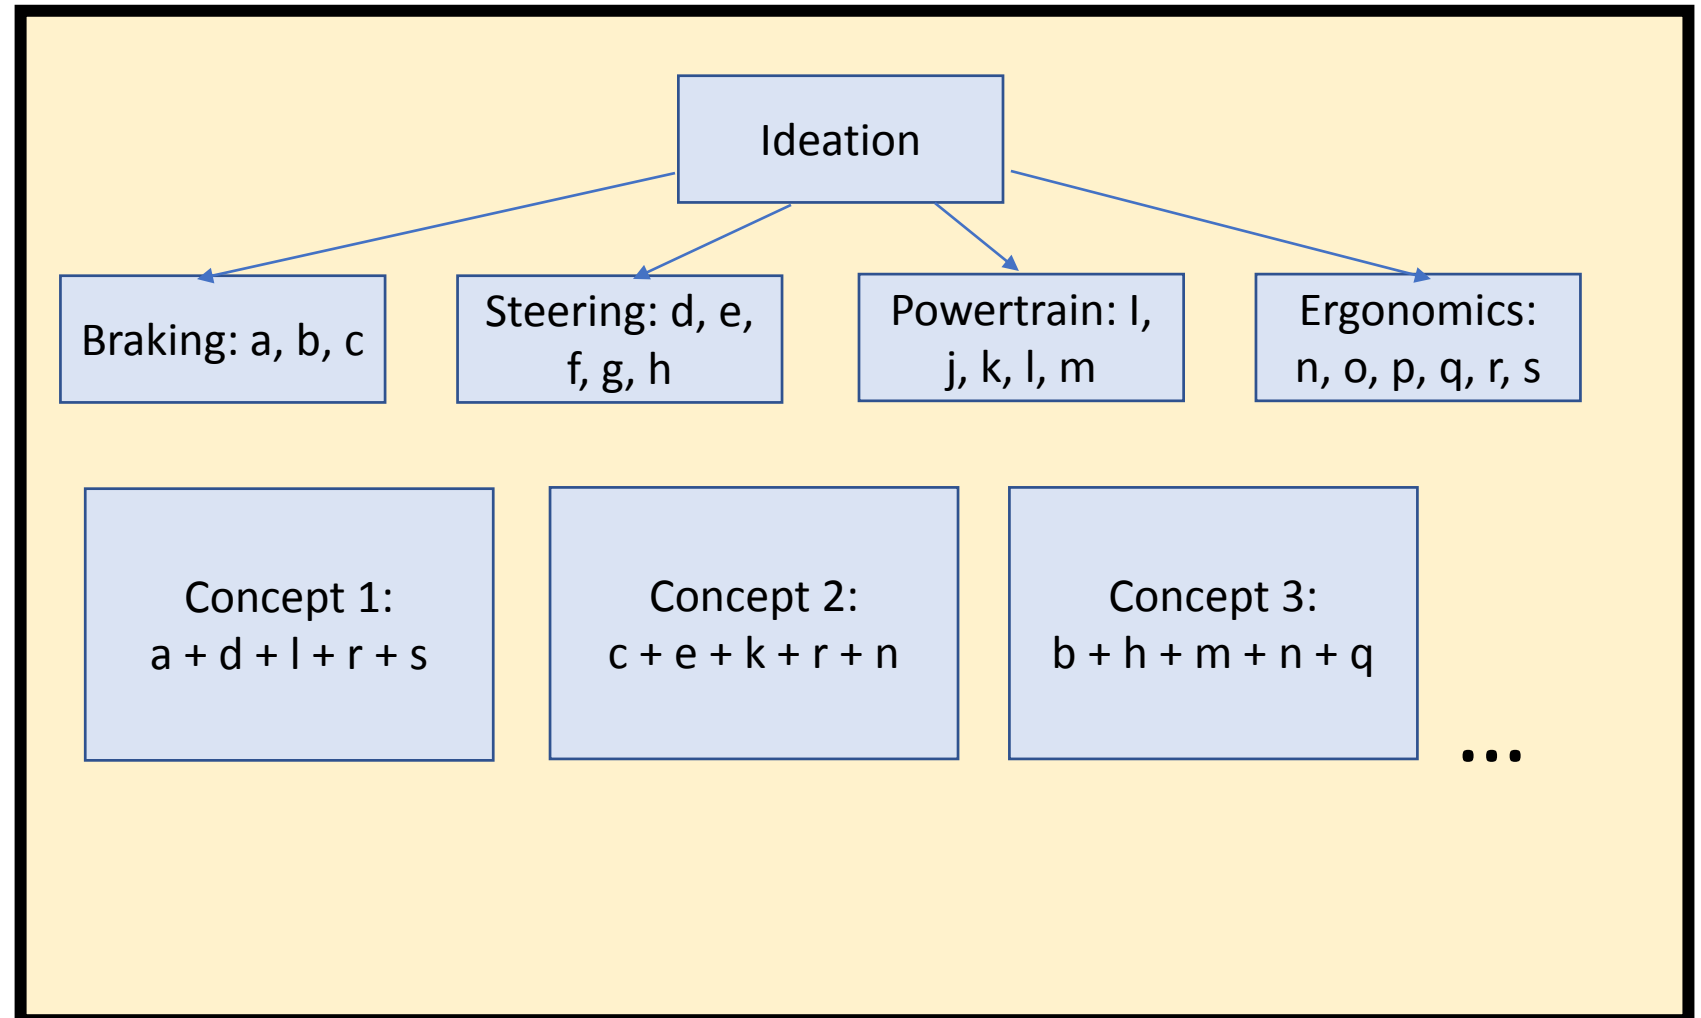 Ideation
Braking: a, b, c
Steering: d, e,
f, g, h
Powertrain: I,
j, k, l, m
Ergonomics:
n, o, p, q, r, s
Concept 1:
a + d + l + r + s
Concept 2:
c + e + k + r + n
Concept 3:
b + h + m + n + q
...